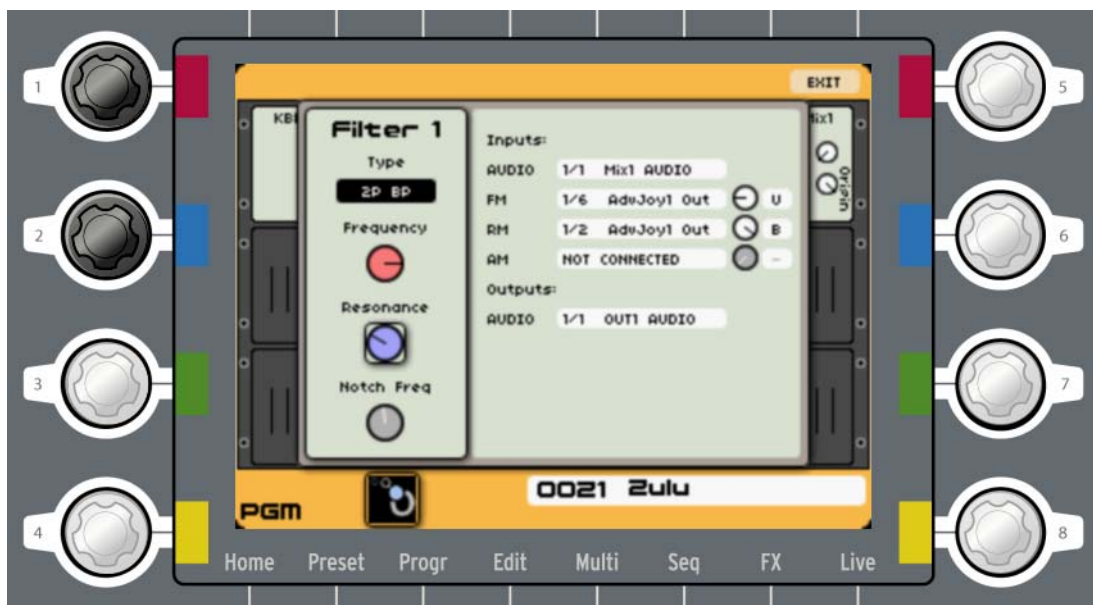 EXIT
KB
Mix1
Origin
Filter 1
Type
2P BP
Frequency
Resonance
Notch Freq
Inputs:
AUDIO 1/1 Mix1 AUDIO
FM 1/6 AdvJoy1 Out U
RM 1/2 AdvJoy1 Out B
AM NOT CONNECTED -
Outputs:
AUDIO 1/1 OUT1 AUDIO
PGM
0021 Zulu
1
2
3
4
5
6
7
8
Home Preset Progr Edit Multi Seq FX Live